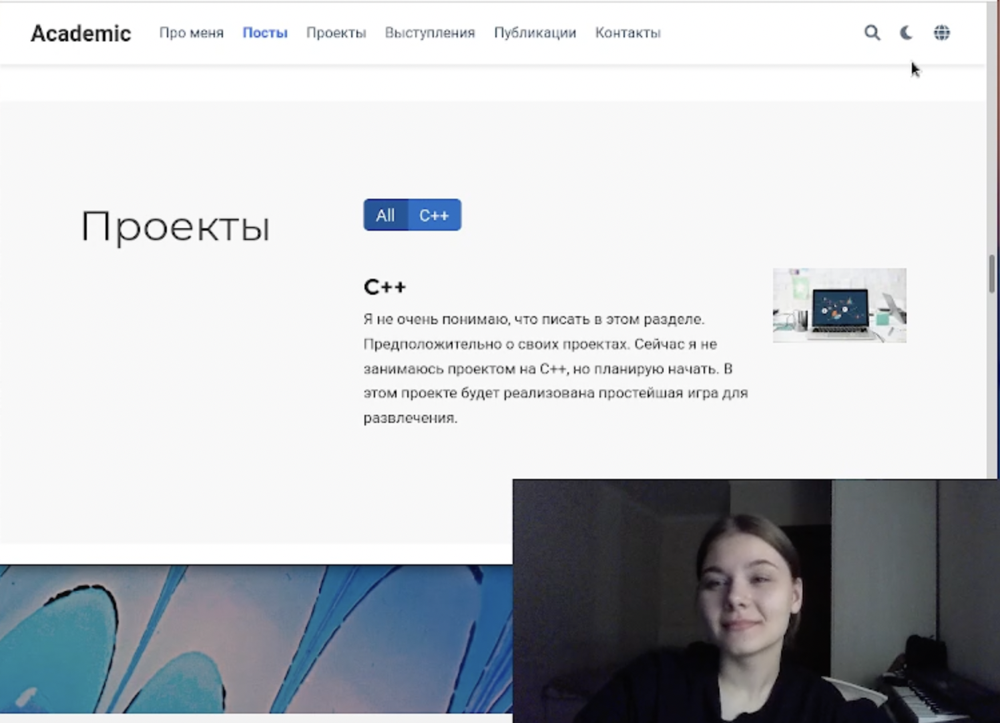 Academic Про меня Посты Проекты Выступления Публикации Контакты
Проекты
All C++
C++
Я не очень понимаю, что писать в этом разделе.
Предположительно о своих проектах. Сейчас я не
занимаюсь проектом на C++, но планирую начать. В
этом проекте будет реализована простейшая игра для
развлечения.